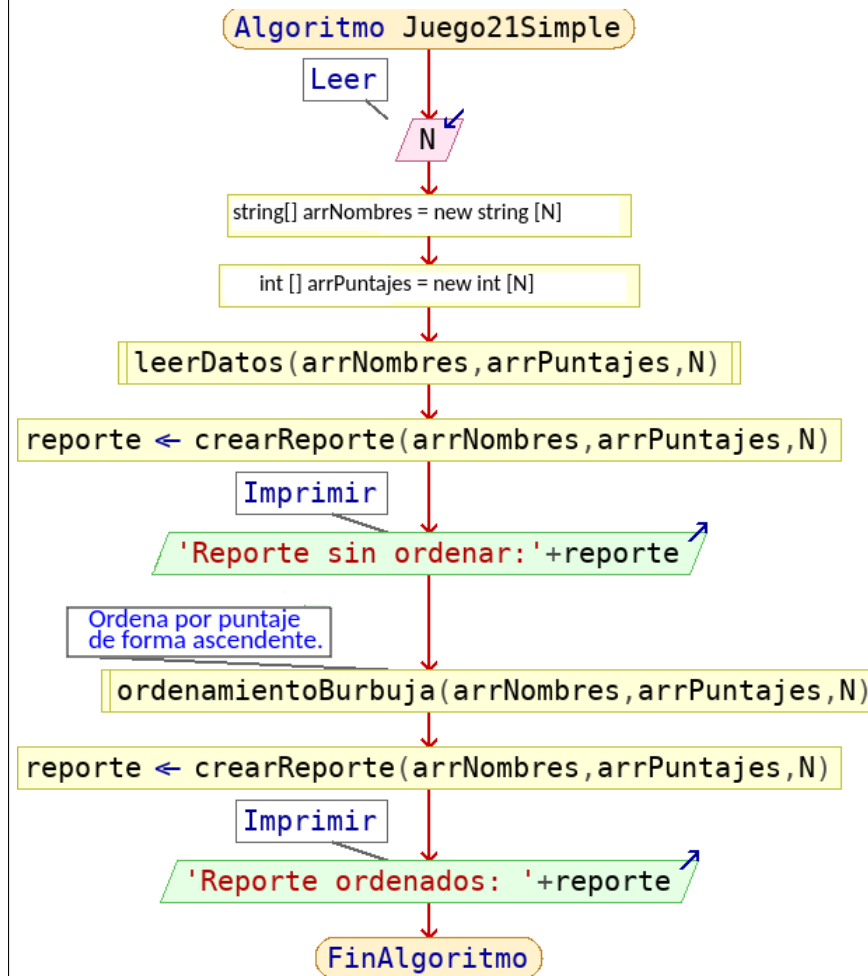 Algoritmo Juego21Simple
Leer
N
string[] arrNombres = new string [N]
int [] arrPuntajes = new int [N]
leerDatos(arrNombres,arrPuntajes,N)
reporte ← crearReporte(arrNombres,arrPuntajes,N)
Imprimir
'Reporte sin ordenar:'+reporte
Ordena por puntaje
de forma ascendente.
ordenamientoBurbuja(arrNombres,arrPuntajes,N)
reporte ← crearReporte(arrNombres,arrPuntajes,N)
Imprimir
'Reporte ordenados: '+reporte
FinAlgoritmo